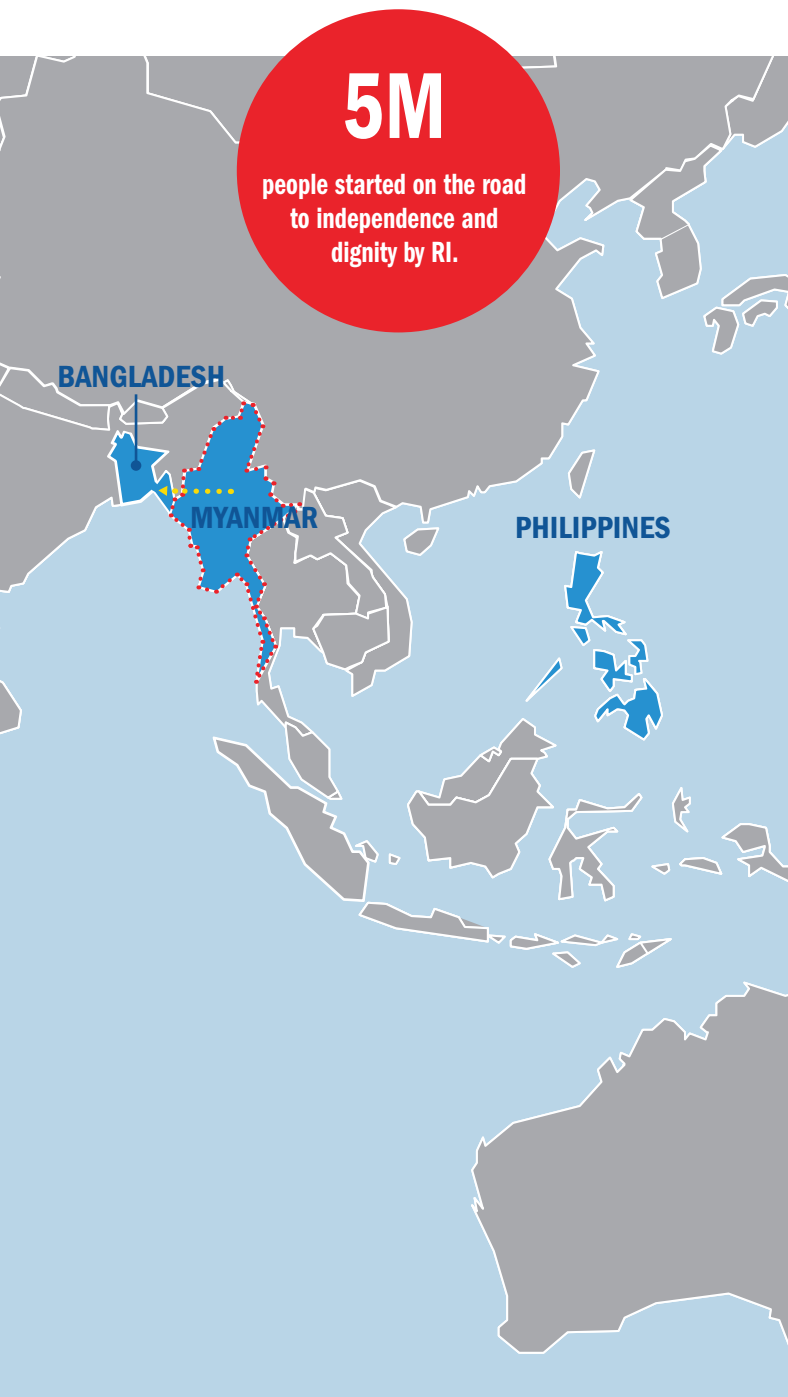 5M
people started on the road
to independence and
dignity by RI.
BANGLADESH
MYANMAR
PHILIPPINES